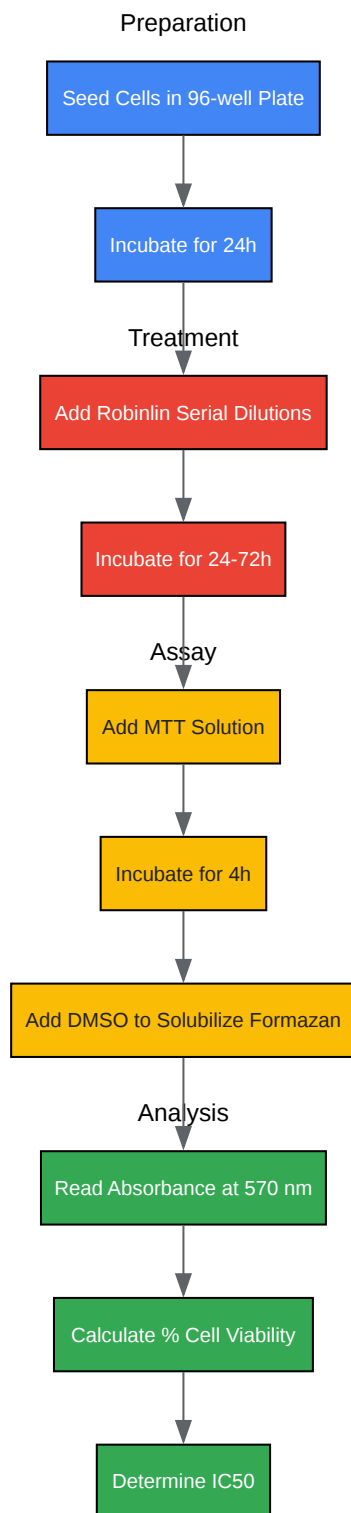 Preparation
Seed Cells in 96-well Plate
Incubate for 24h
Treatment
Add Robinlin Serial Dilutions
Incubate for 24-72h
Assay
Add MTT Solution
Incubate for 4h
Add DMSO to Solubilize Formazan
Analysis
Read Absorbance at 570 nm
Calculate % Cell Viability
Determine IC50